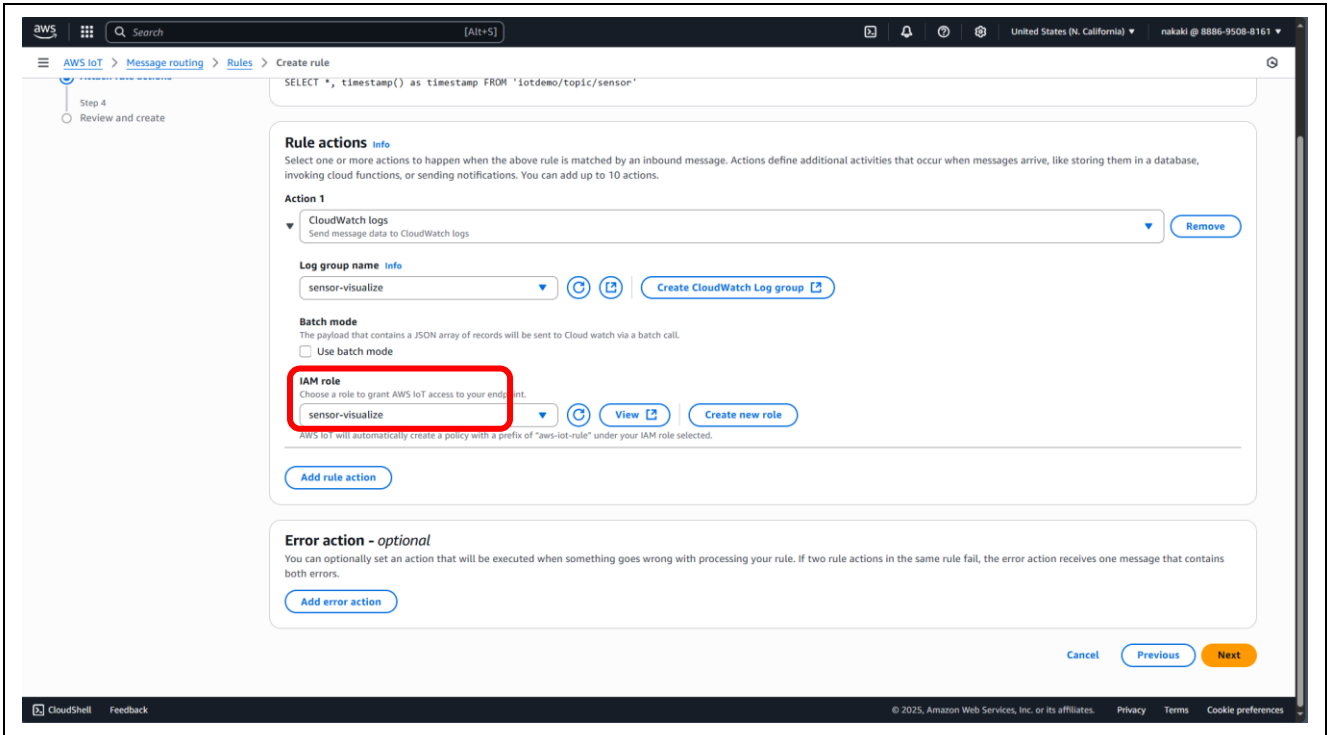 aws
Search
[Alt+S]
United States (N. California)
nakaki @ 8886-9508-8161
AWS IoT > Message routing > Rules > Create rule
Attach rule actions
Step 4
Review and create
SELECT *, timestamp() as timestamp FROM 'iotdemo/topic/sensor'
Rule actions Info
Select one or more actions to happen when the above rule is matched by an inbound message. Actions define additional activities that occur when messages arrive, like storing them in a database,
invoking cloud functions, or sending notifications. You can add up to 10 actions.
Action 1
CloudWatch logs
Send message data to CloudWatch logs
Remove
Log group name Info
sensor-visualize
Create CloudWatch Log group
Batch mode
The payload that contains a JSON array of records will be sent to Cloud watch via a batch call.
Use batch mode
IAM role
Choose a role to grant AWS IoT access to your endpoint.
sensor-visualize
View
Create new role
AWS IoT will automatically create a policy with a prefix of "aws-iot-rule" under your IAM role selected.
Add rule action
Error action - optional
You can optionally set an action that will be executed when something goes wrong with processing your rule. If two rule actions in the same rule fail, the error action receives one message that contains
both errors.
Add error action
Cancel
Previous
Next
CloudShell
Feedback
© 2025, Amazon Web Services, Inc. or its affiliates.
Privacy
Terms
Cookie preferences